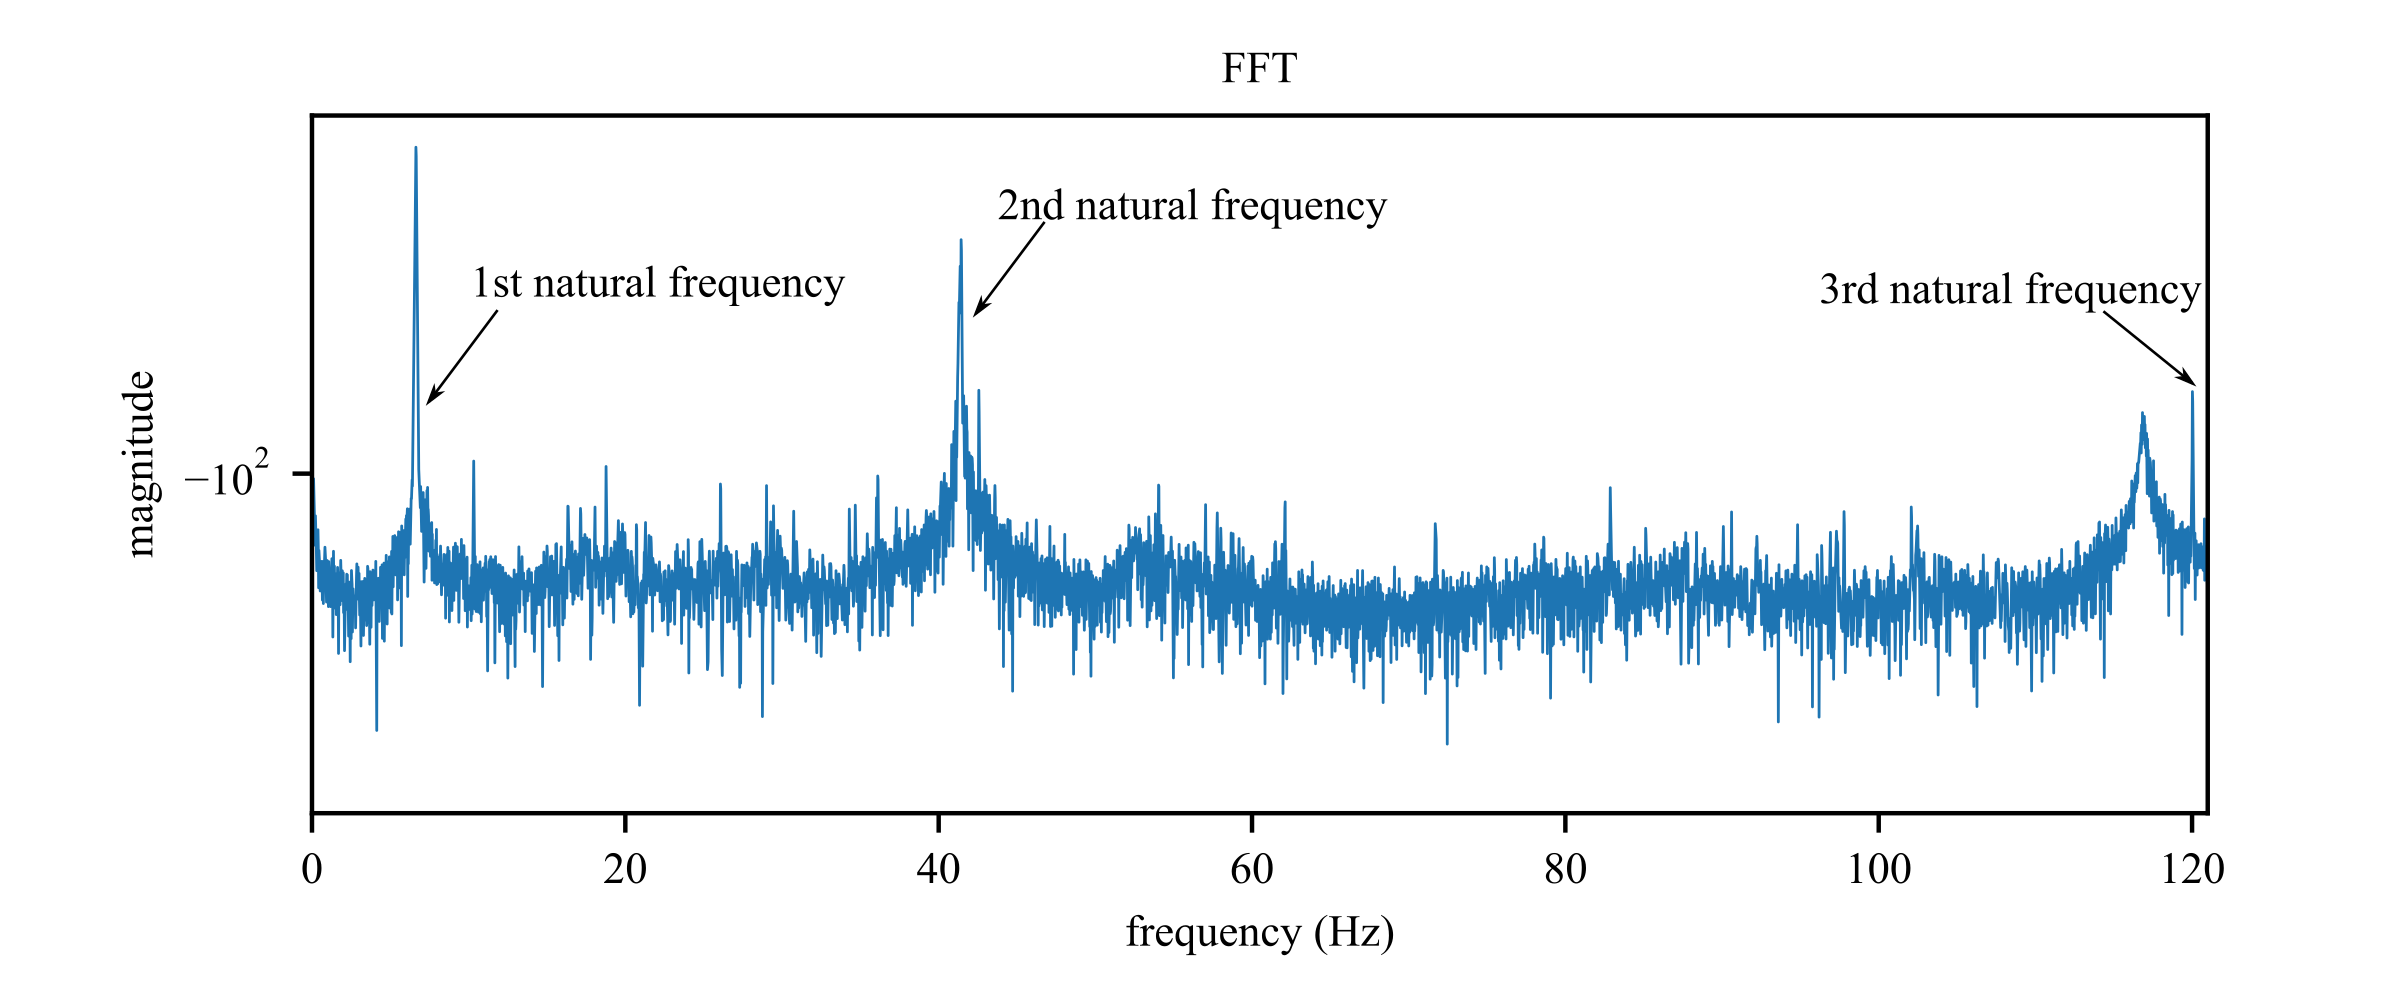 FFT
2nd natural frequency
1st natural frequency
3rd natural frequency
magnitude
−10²
0 20 40 60 80 100 120
frequency (Hz)